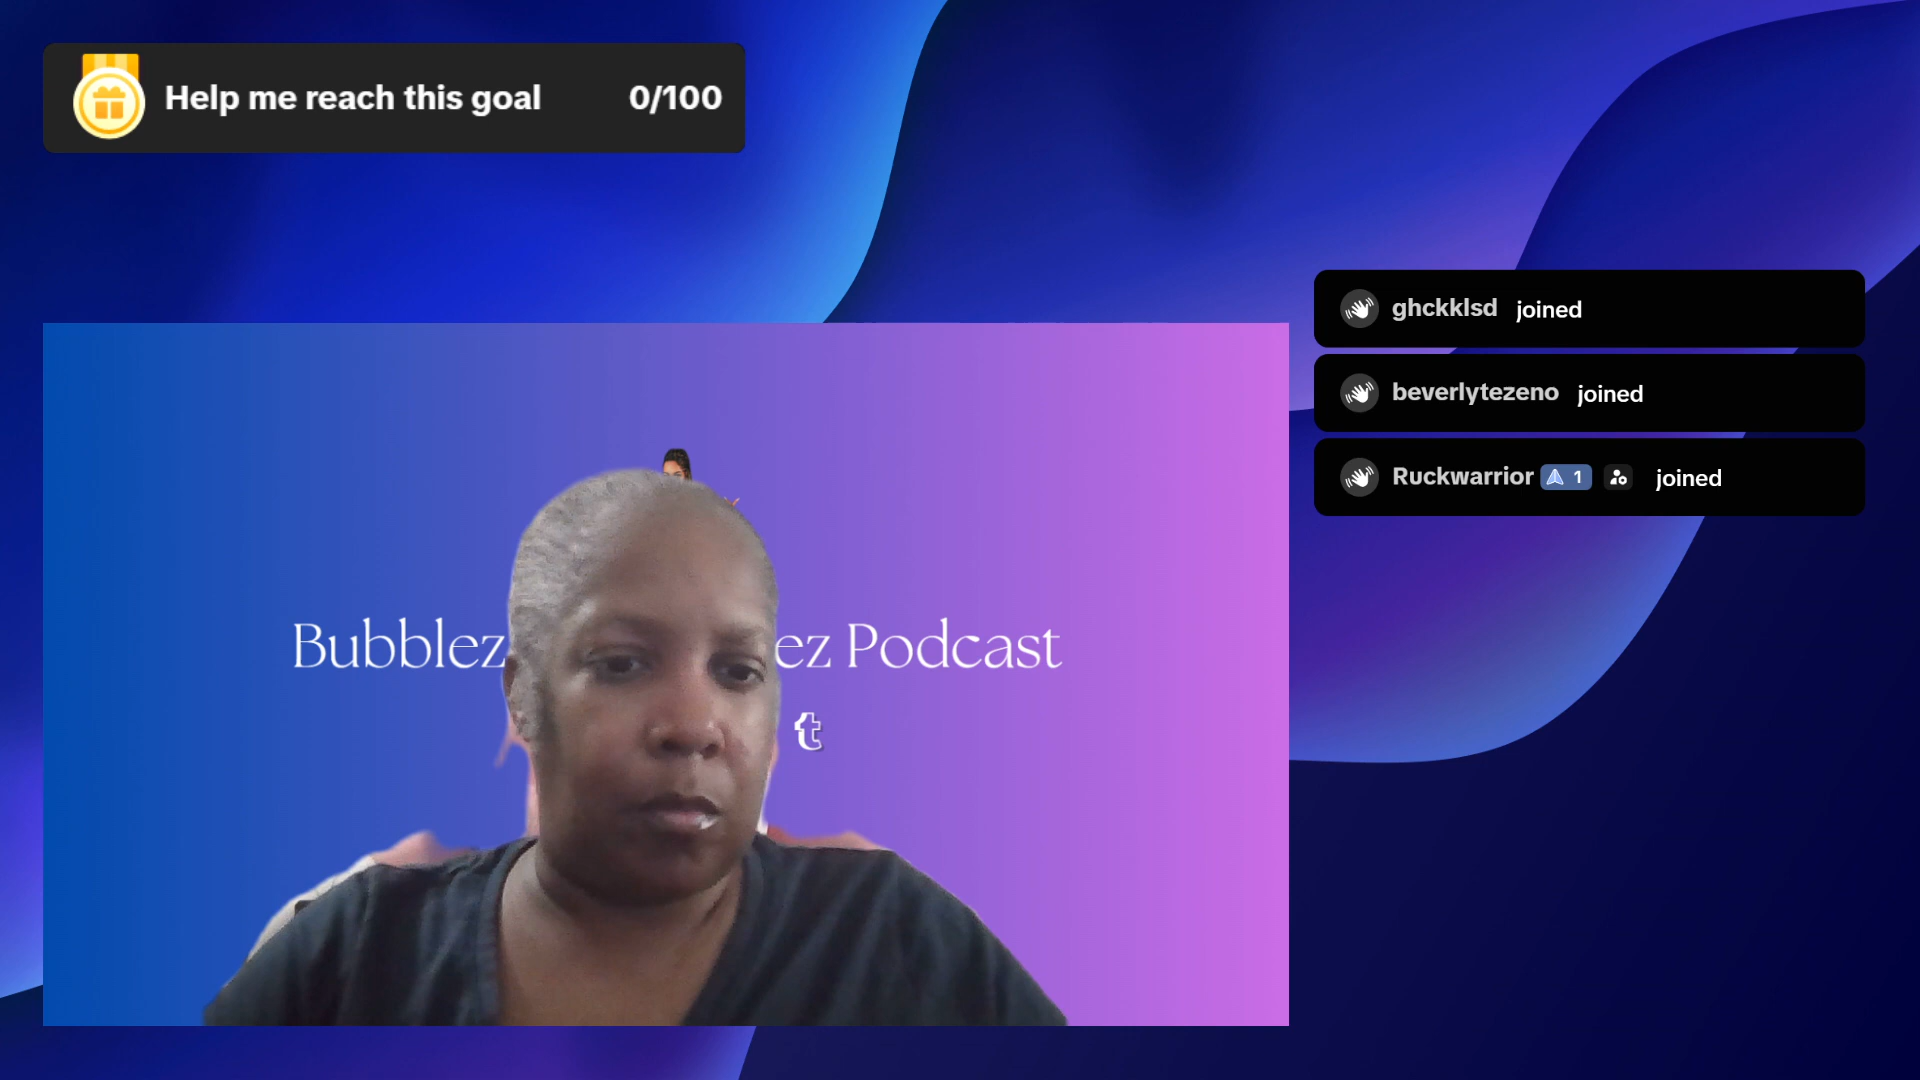 Help me reach this goal 0/100
ghckklsd joined
beverlytezeno joined
Ruckwarrior 1 joined
Bubblez ez Podcast
t